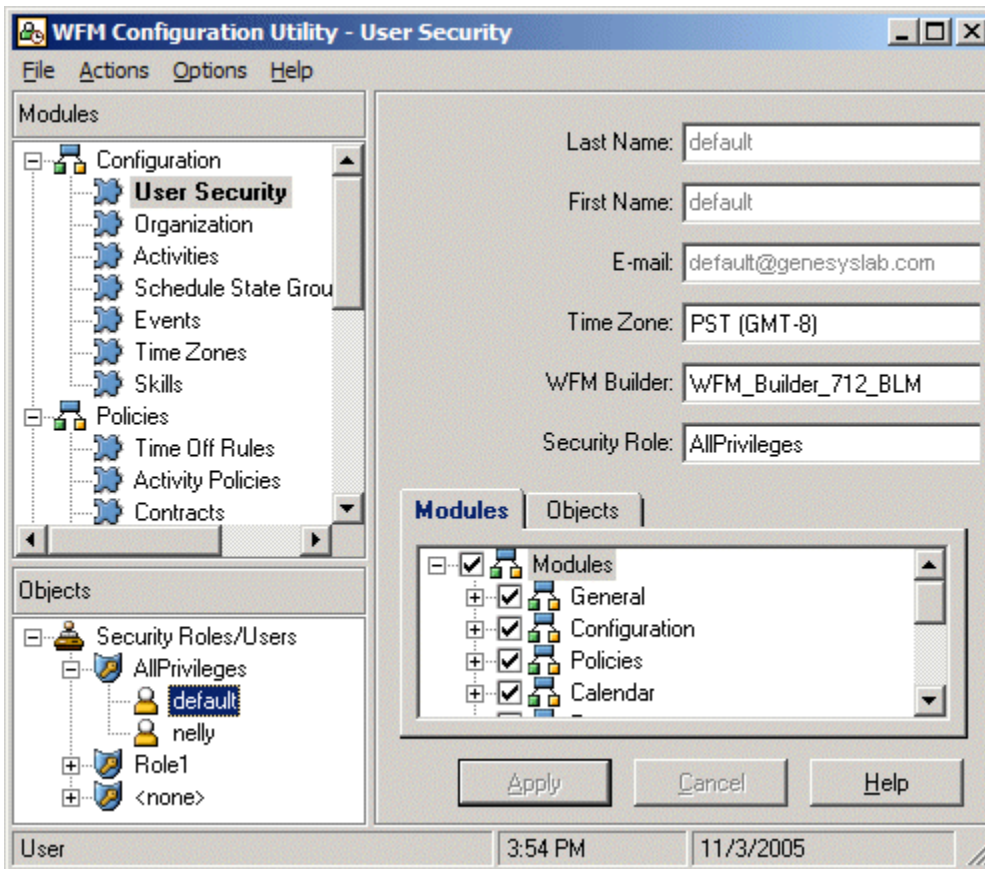 WFM Configuration Utility - User Security
File Actions Options Help
Modules
Configuration
User Security
Organization
Activities
Schedule State Grou
Events
Time Zones
Skills
Policies
Time Off Rules
Activity Policies
Contracts
Objects
Security Roles/Users
AllPrivileges
default
nelly
Role1
<none>
Last Name: default
First Name: default
E-mail: default@genesyslab.com
Time Zone: PST (GMT-8)
WFM Builder: WFM_Builder_712_BLM
Security Role: AllPrivileges
Modules Objects
Modules
General
Configuration
Policies
Calendar
Apply Cancel Help
User 3:54 PM 11/3/2005